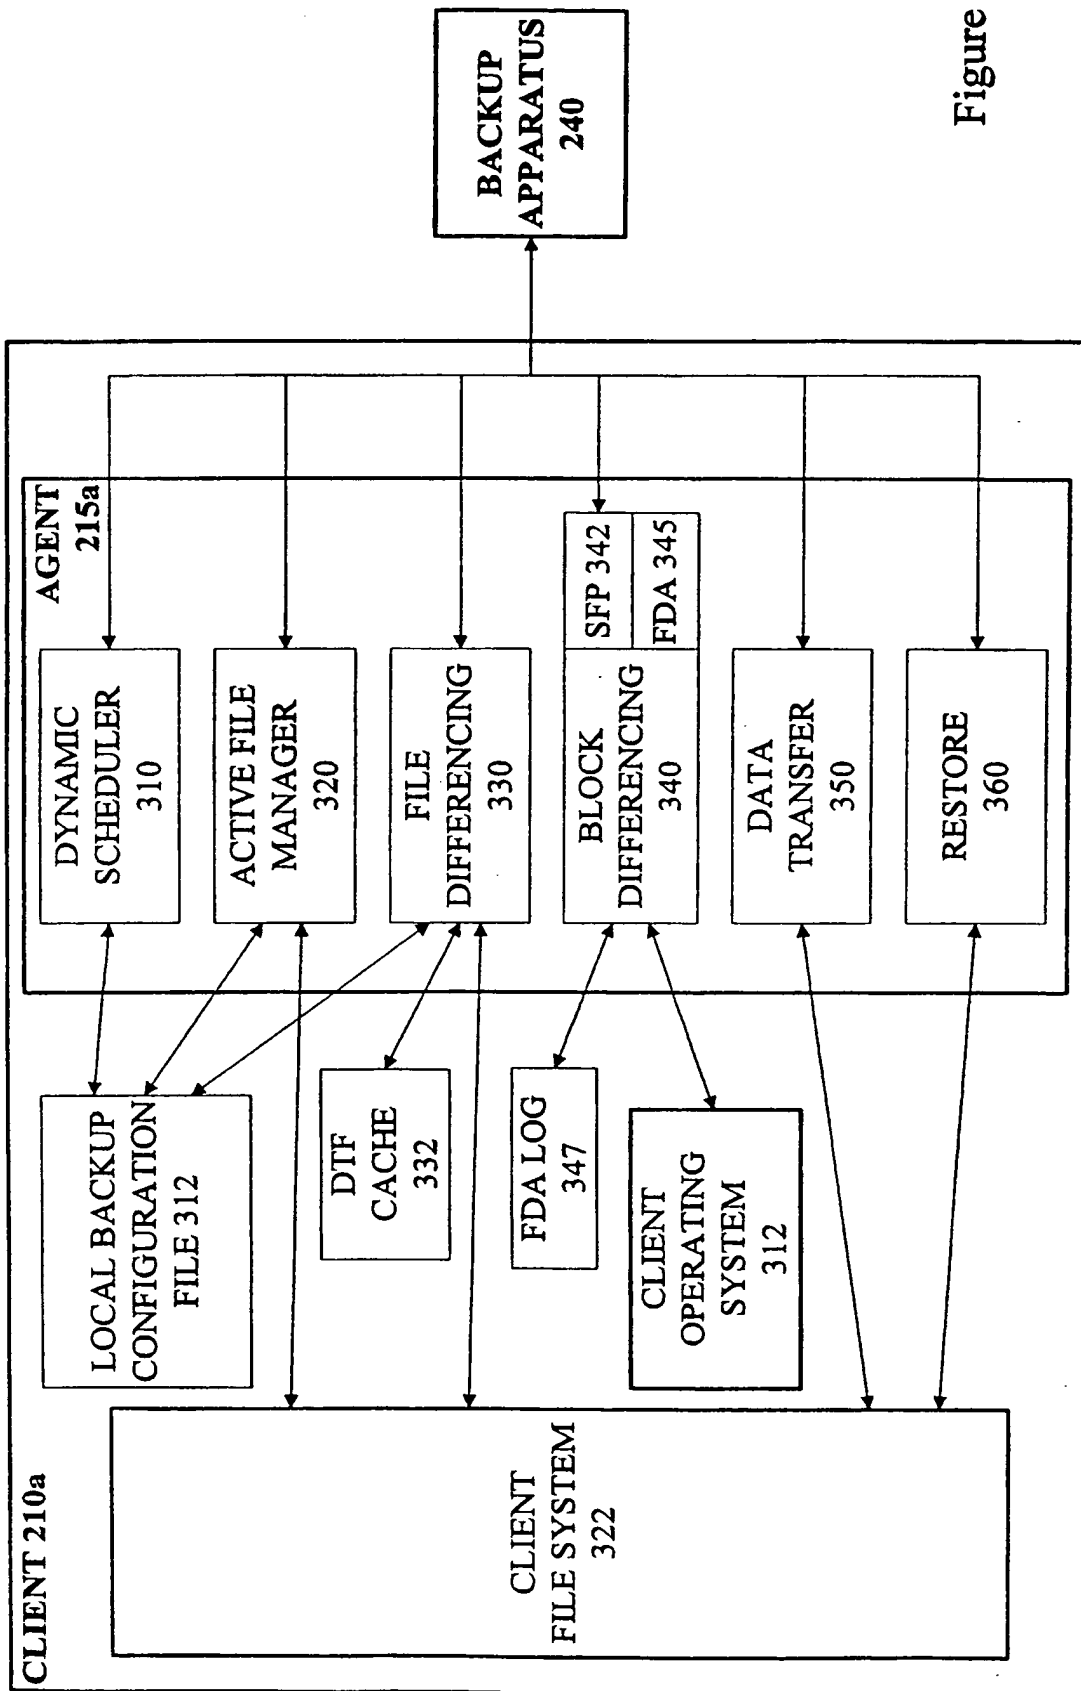 CLIENT 210a
CLIENT
FILE SYSTEM
322
LOCAL BACKUP
CONFIGURATION
FILE 312
DTF
CACHE
332
FDA LOG
347
CLIENT
OPERATING
SYSTEM
312
AGENT
215a
DYNAMIC
SCHEDULER
310
ACTIVE FILE
MANAGER
320
FILE
DIFFERENCING
330
BLOCK
DIFFERENCING
340
SFP 342
FDA 345
DATA
TRANSFER
350
RESTORE
360
BACKUP
APPARATUS
240
Figure